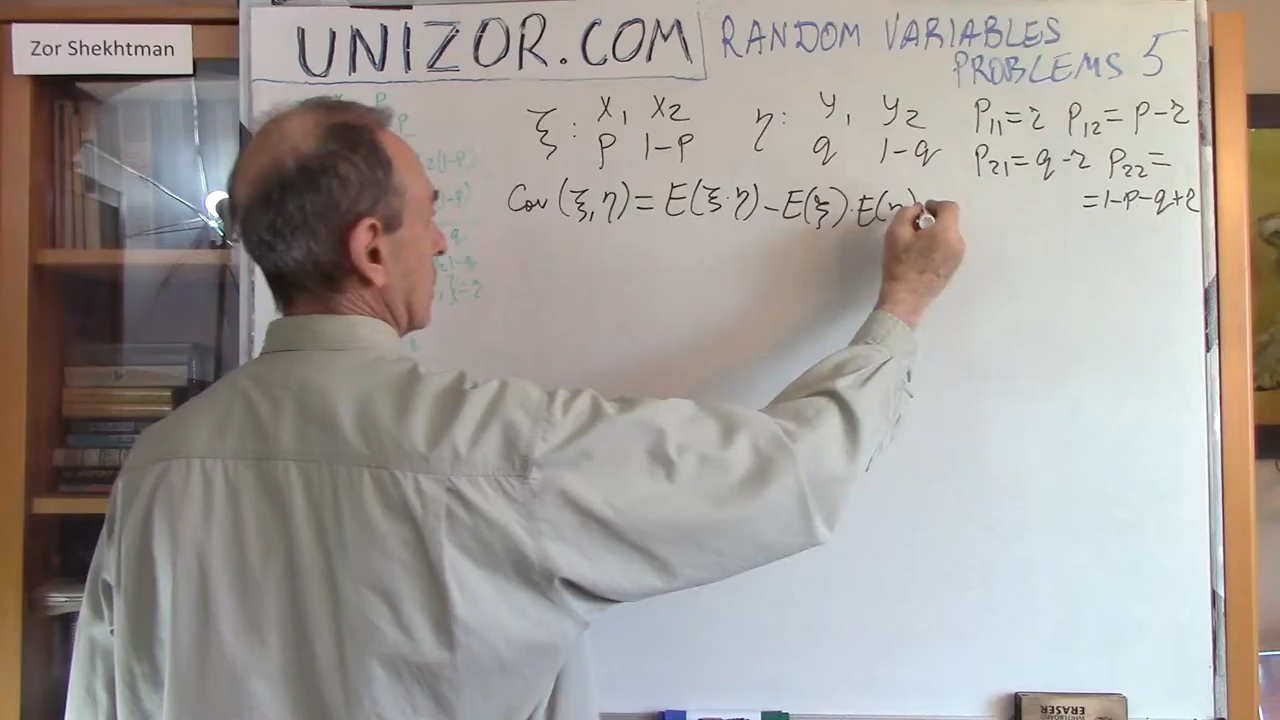 Zor Shekhtman
UNIZOR.COM
RANDOM VARIABLES
PROBLEMS 5
ξ: x₁ x₂
p 1-p
η: y₁ y₂
q 1-q
P₁₁=r P₁₂=p-r
P₂₁=q-r P₂₂=
=1-p-q+r
Cov(ξ,η)=E(ξ·η)-E(ξ)·E(η)
ERASER